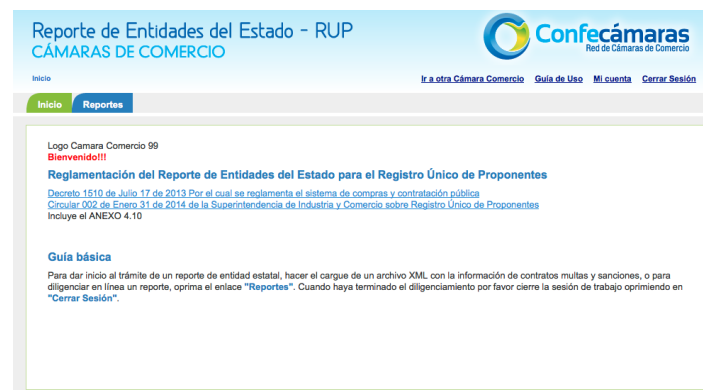 Reporte de Entidades del Estado - RUP
CÁMARAS DE COMERCIO
Confecámaras
Red de Cámaras de Comercio
Inicio
Ir a otra Cámara Comercio Guía de Uso Mi cuenta Cerrar Sesión
Inicio Reportes
Logo Camara Comercio 99
Bienvenido!!!
Reglamentación del Reporte de Entidades del Estado para el Registro Único de Proponentes
Decreto 1510 de Julio 17 de 2013 Por el cual se reglamenta el sistema de compras y contratación pública
Circular 002 de Enero 31 de 2014 de la Superintendencia de Industria y Comercio sobre Registro Único de Proponentes
Incluye el ANEXO 4.10
Guía básica
Para dar inicio al trámite de un reporte de entidad estatal, hacer el cargue de un archivo XML con la información de contratos multas y sanciones, o para
diligenciar en línea un reporte, oprima el enlace "Reportes". Cuando haya terminado el diligenciamiento por favor cierre la sesión de trabajo oprimiendo en
"Cerrar Sesión".